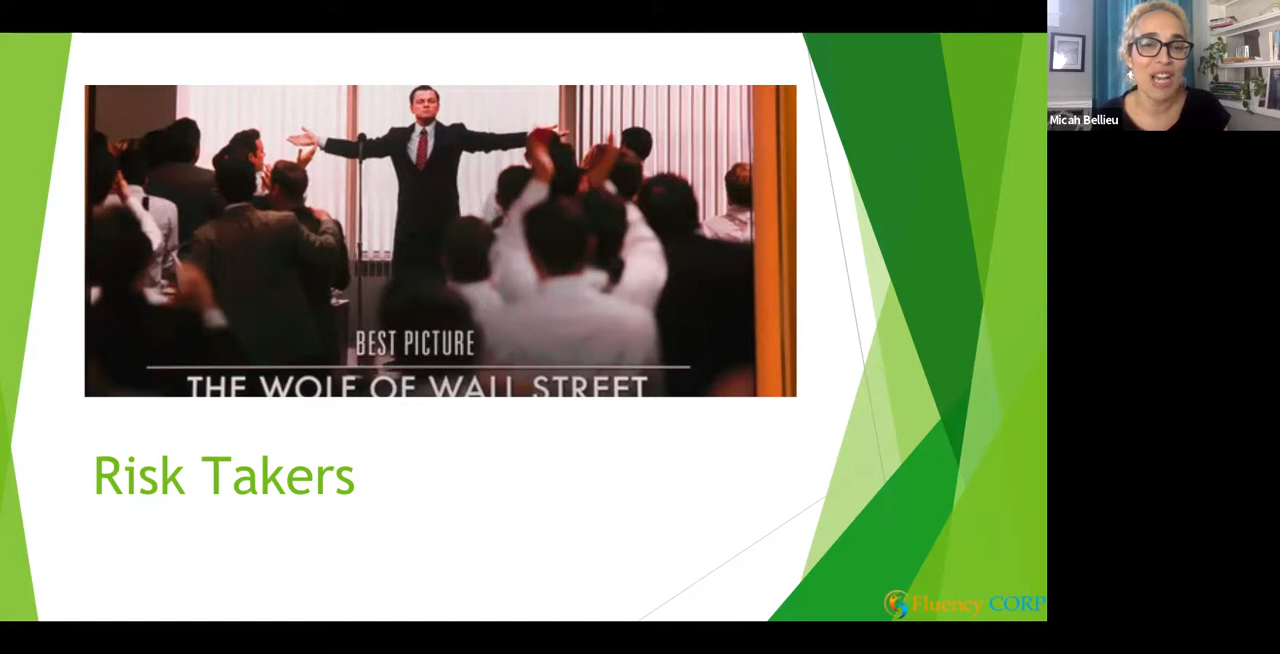 Micah Bellieu
BEST PICTURE
THE WOLF OF WALL STREET
Risk Takers
Fluency CORP